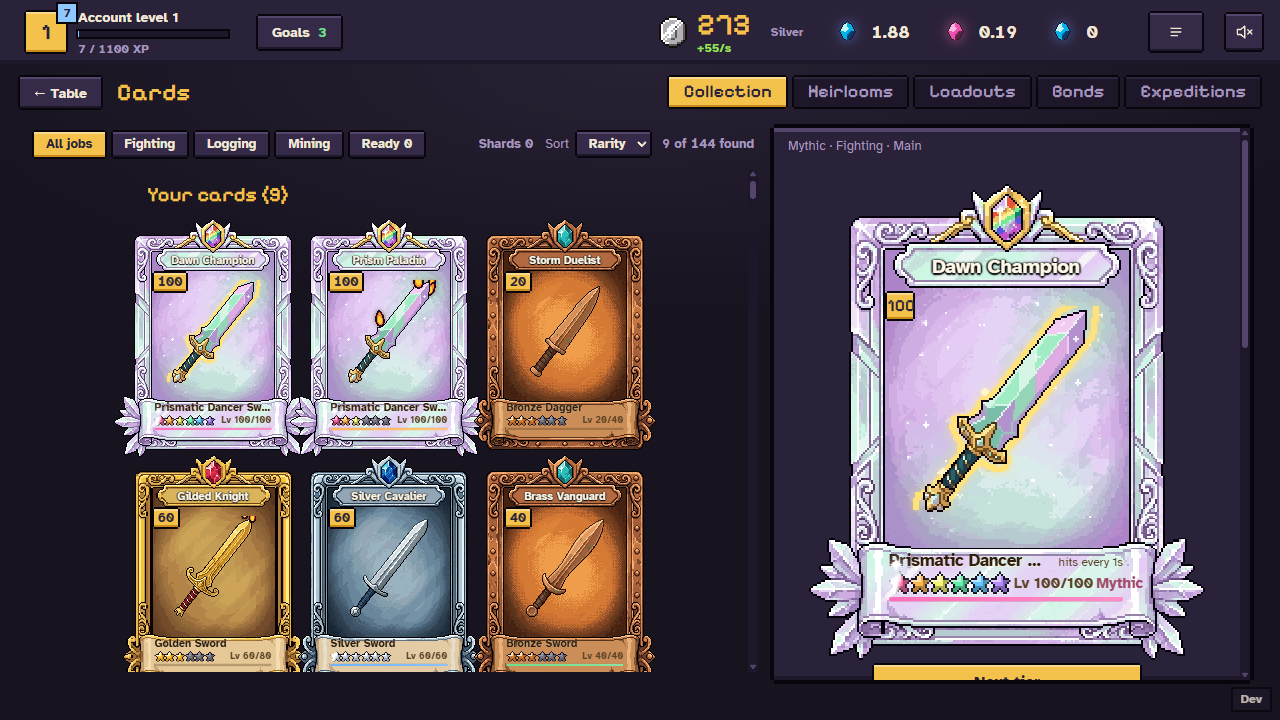 1
7
Account level 1
7 / 1100 XP
Goals 3
273
+55/s
Silver
1.88
0.19
0
← Table
Cards
Collection
Heirlooms
Loadouts
Bonds
Expeditions
All jobs
Fighting
Logging
Mining
Ready 0
Shards 0
Sort
Rarity
9 of 144 found
Your cards (9)
Dawn Champion
100
Prismatic Dancer Sw...
Lv 100/100
Prism Paladin
100
Prismatic Dancer Sw...
Lv 100/100
Storm Duelist
20
Bronze Dagger
Lv 20/40
Gilded Knight
60
Golden Sword
Lv 60/80
Silver Cavalier
60
Silver Sword
Lv 60/60
Brass Vanguard
40
Bronze Sword
Lv 40/40
Mythic · Fighting · Main
Dawn Champion
100
Prismatic Dancer ...
hits every 1s
Lv 100/100 Mythic
Next tier
Dev